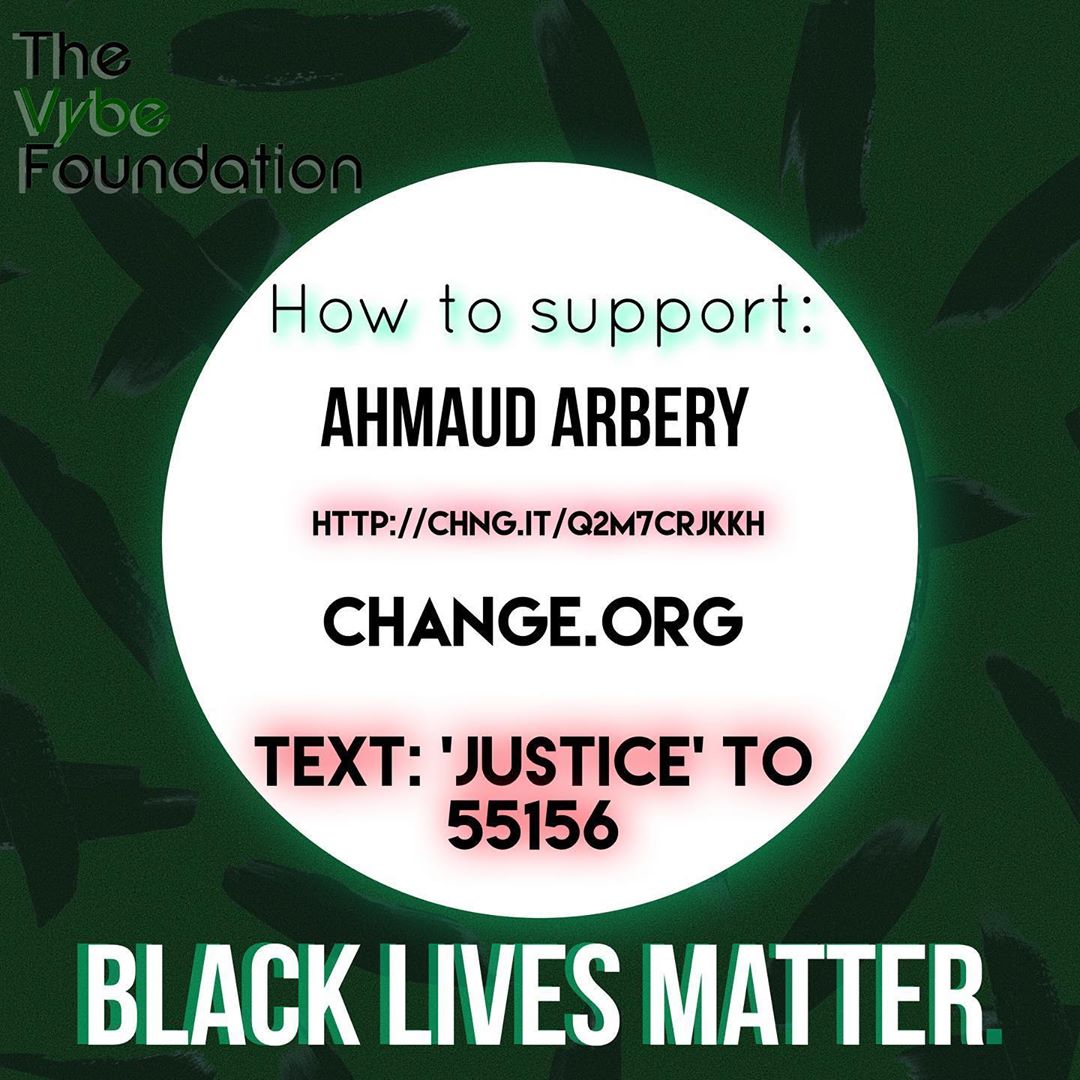 The
Vybe
Foundation
How to support:
AHMAUD ARBERY
HTTP://CHNG.IT/Q2M7CRJKKH
CHANGE.ORG
TEXT: 'JUSTICE' TO
55156
BLACK LIVES MATTER.